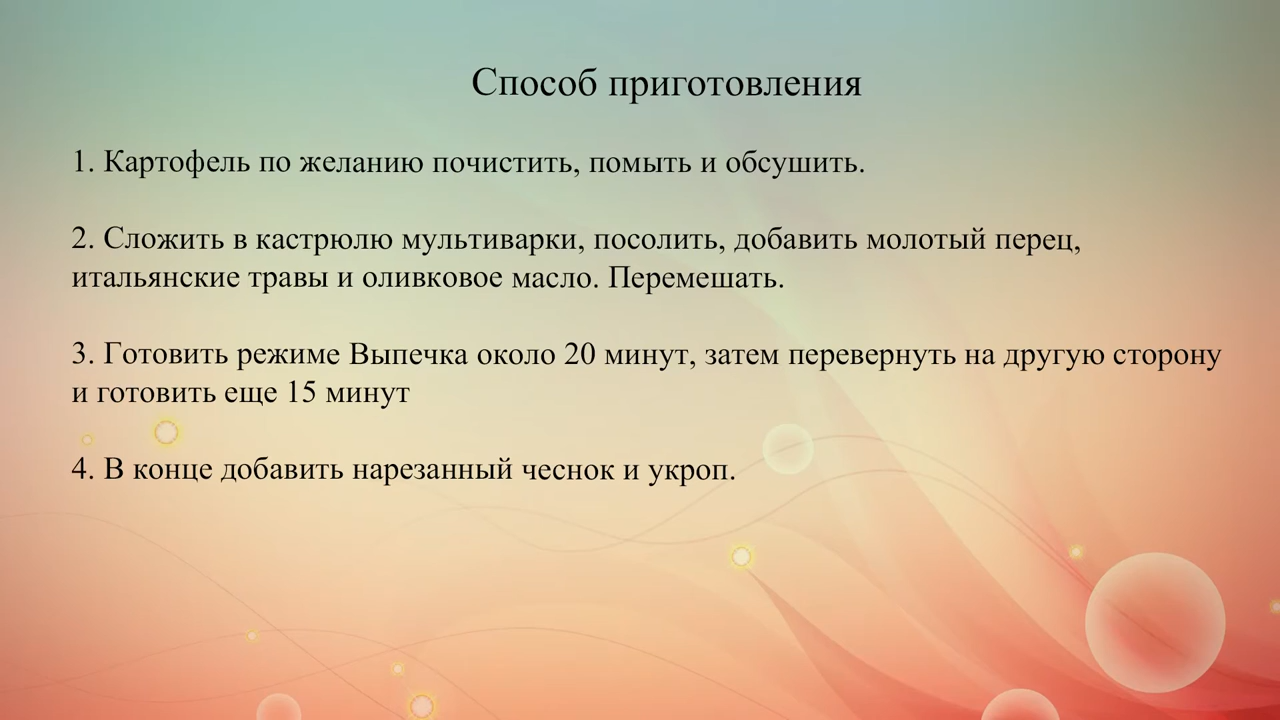 Способ приготовления
1. Картофель по желанию почистить, помыть и обсушить.
2. Сложить в кастрюлю мультиварки, посолить, добавить молотый перец,
итальянские травы и оливковое масло. Перемешать.
3. Готовить режиме Выпечка около 20 минут, затем перевернуть на другую сторону
и готовить еще 15 минут
4. В конце добавить нарезанный чеснок и укроп.